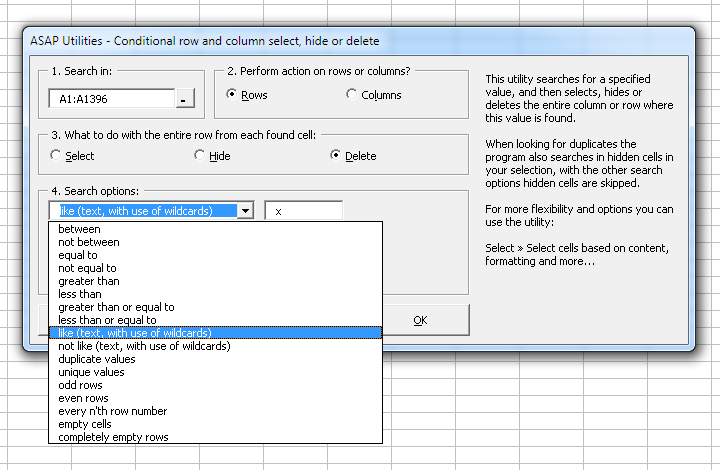 ASAP Utilities - Conditional row and column select, hide or delete
1. Search in:
A1:A1396
-
2. Perform action on rows or columns?
Rows
Columns
3. What to do with the entire row from each found cell:
Select
Hide
Delete
4. Search options:
like (text, with use of wildcards)
x
between
not between
equal to
not equal to
greater than
less than
greater than or equal to
less than or equal to
like (text, with use of wildcards)
not like (text, with use of wildcards)
duplicate values
unique values
odd rows
even rows
every n'th row number
empty cells
completely empty rows
OK
This utility searches for a specified
value, and then selects, hides or
deletes the entire column or row where
this value is found.
When looking for duplicates the
program also searches in hidden cells in
your selection, with the other search
options hidden cells are skipped.
For more flexibility and options you can
use the utility:
Select » Select cells based on content,
formatting and more...